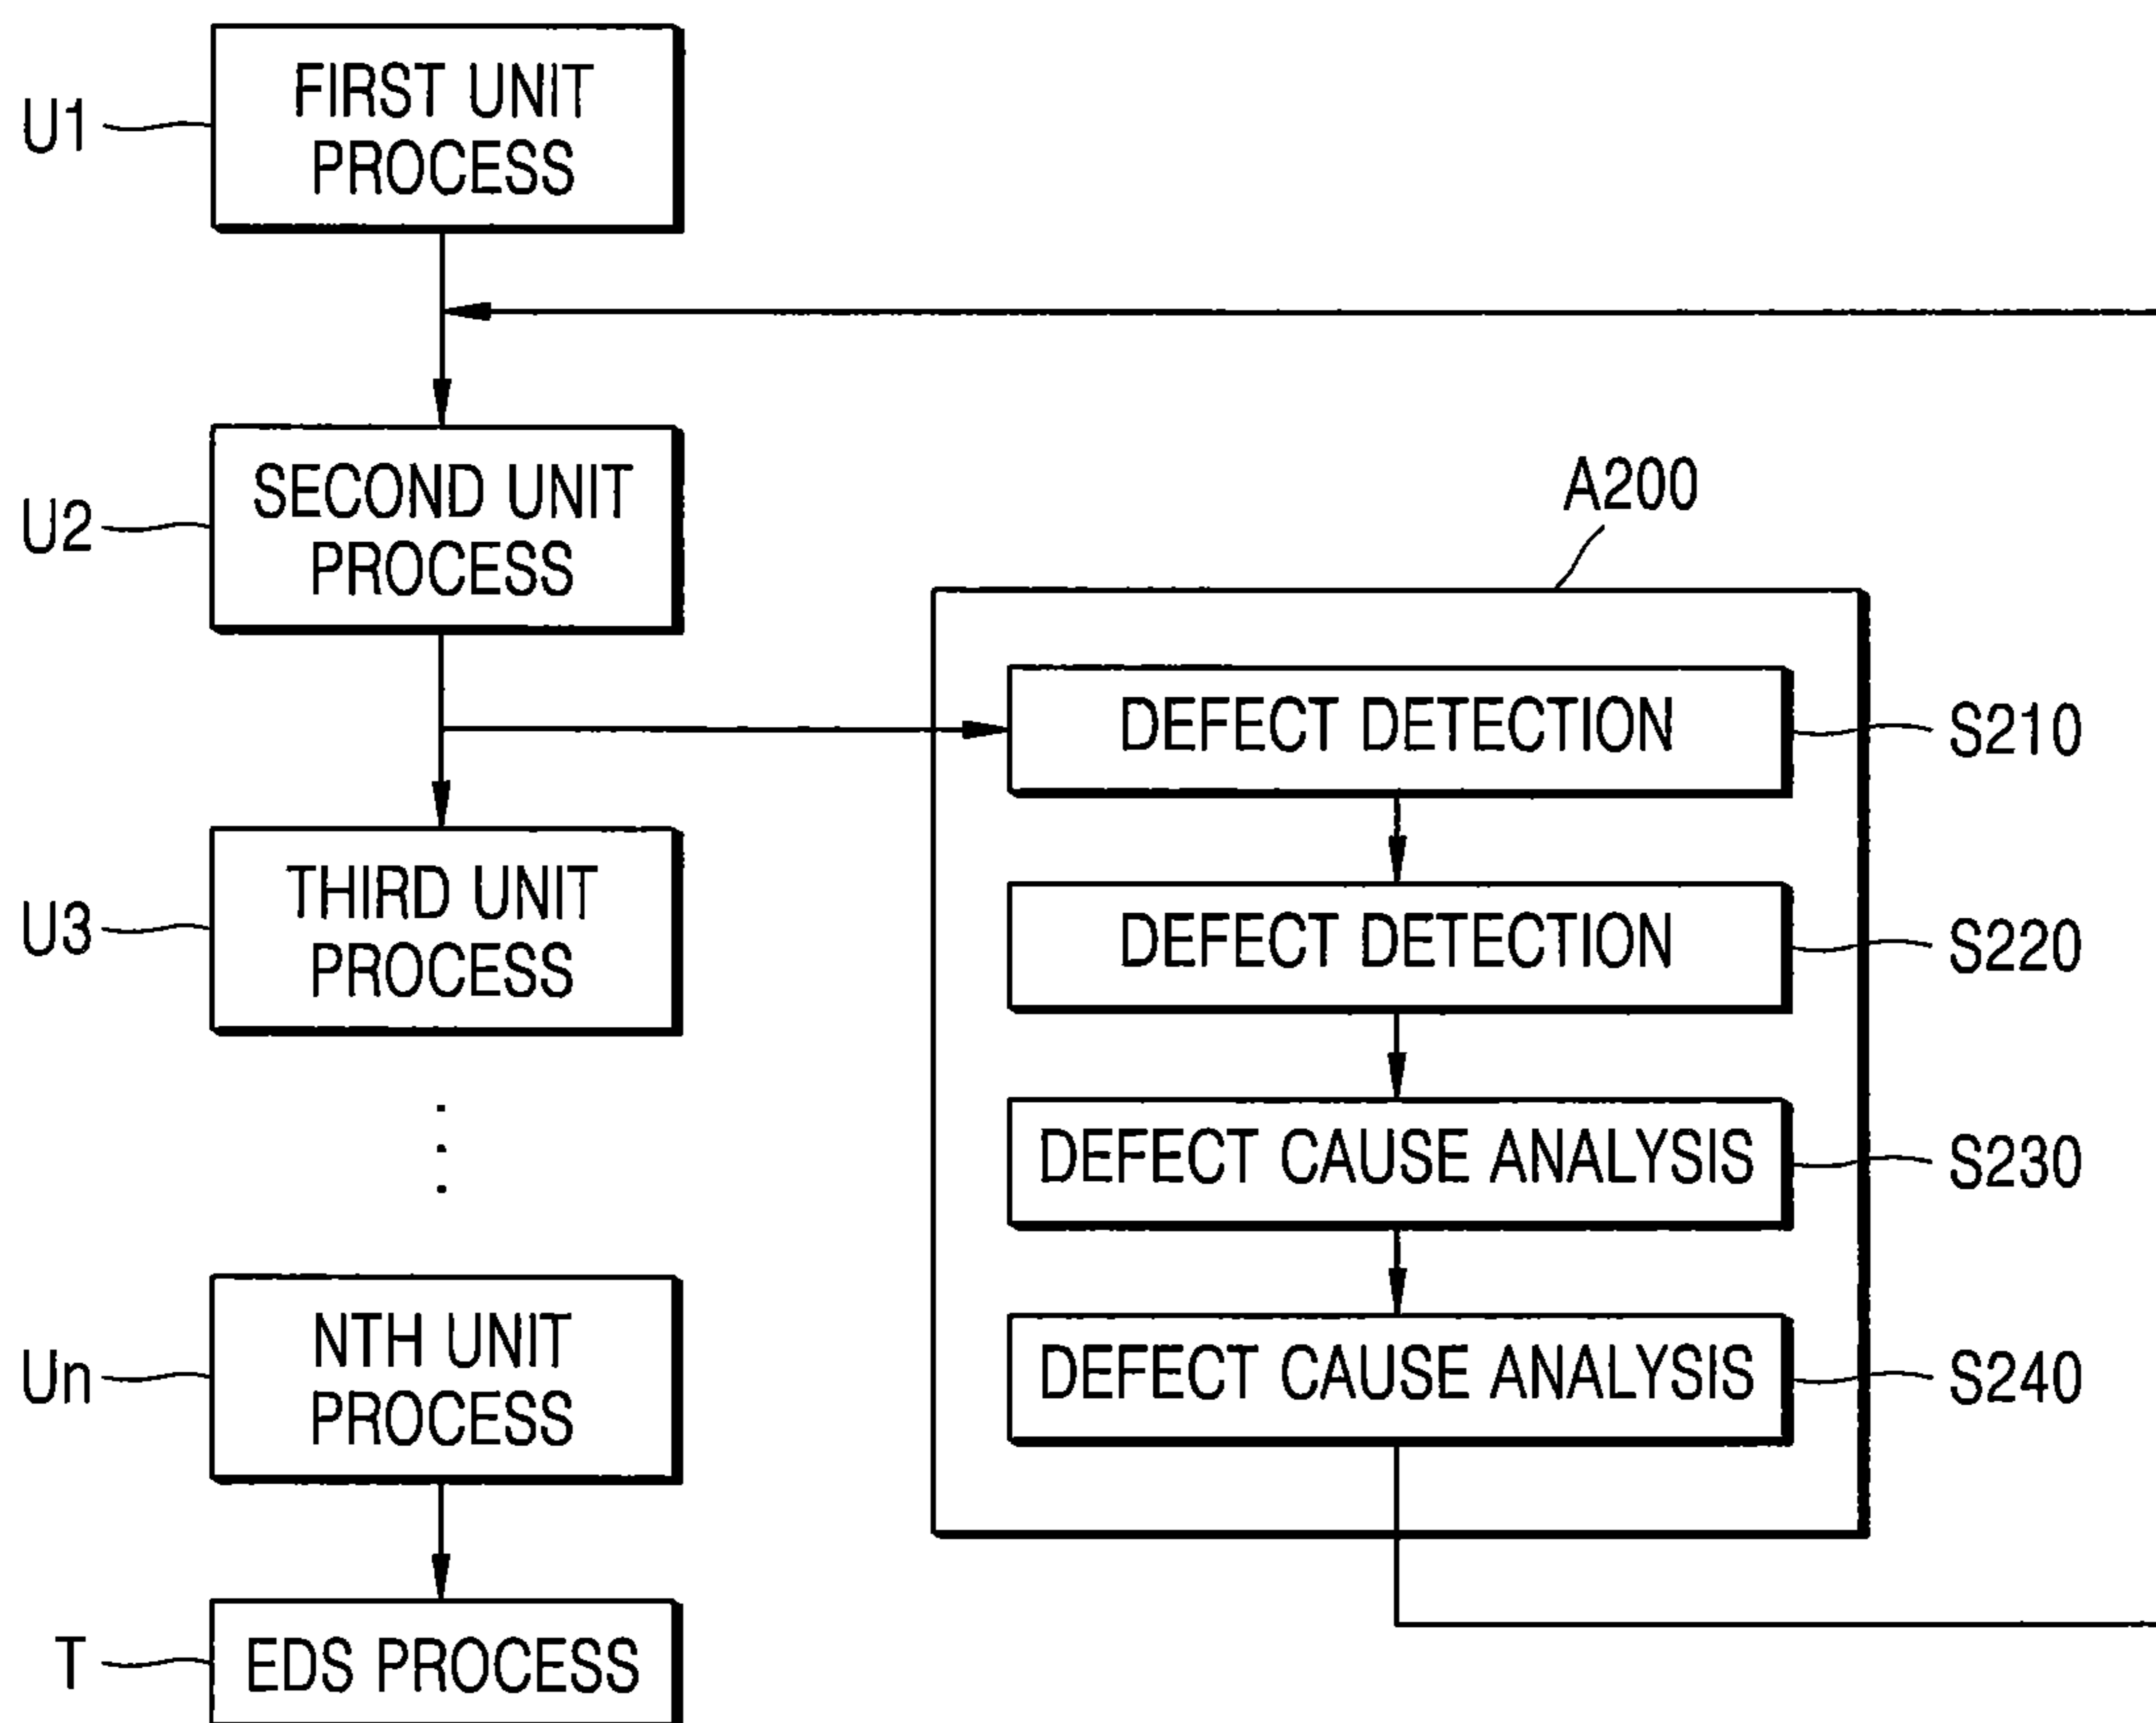 U1
FIRST UNIT
PROCESS
U2
SECOND UNIT
PROCESS
U3
THIRD UNIT
PROCESS
Un
NTH UNIT
PROCESS
T
EDS PROCESS
A200
DEFECT DETECTION
S210
DEFECT DETECTION
S220
DEFECT CAUSE ANALYSIS
S230
DEFECT CAUSE ANALYSIS
S240